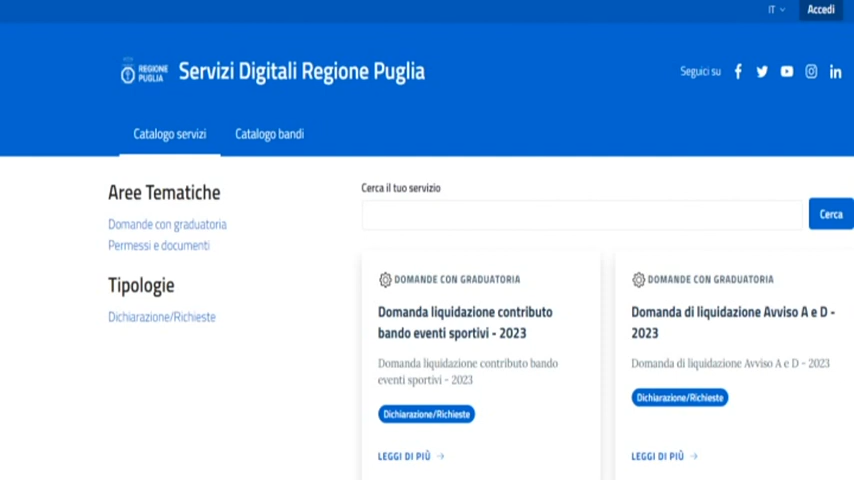 IT
Accedi
REGIONE
PUGLIA
Servizi Digitali Regione Puglia
Seguici su
Catalogo servizi
Catalogo bandi
Aree Tematiche
Domande con graduatoria
Permessi e documenti
Tipologie
Dichiarazione/Richieste
Cerca il tuo servizio
Cerca
DOMANDE CON GRADUATORIA
Domanda liquidazione contributo
bando eventi sportivi - 2023
Domanda liquidazione contributo bando
eventi sportivi - 2023
Dichiarazione/Richieste
LEGGI DI PIÙ
DOMANDE CON GRADUATORIA
Domanda di liquidazione Avviso A e D -
2023
Domanda di liquidazione Avviso A e D - 2023
Dichiarazione/Richieste
LEGGI DI PIÙ